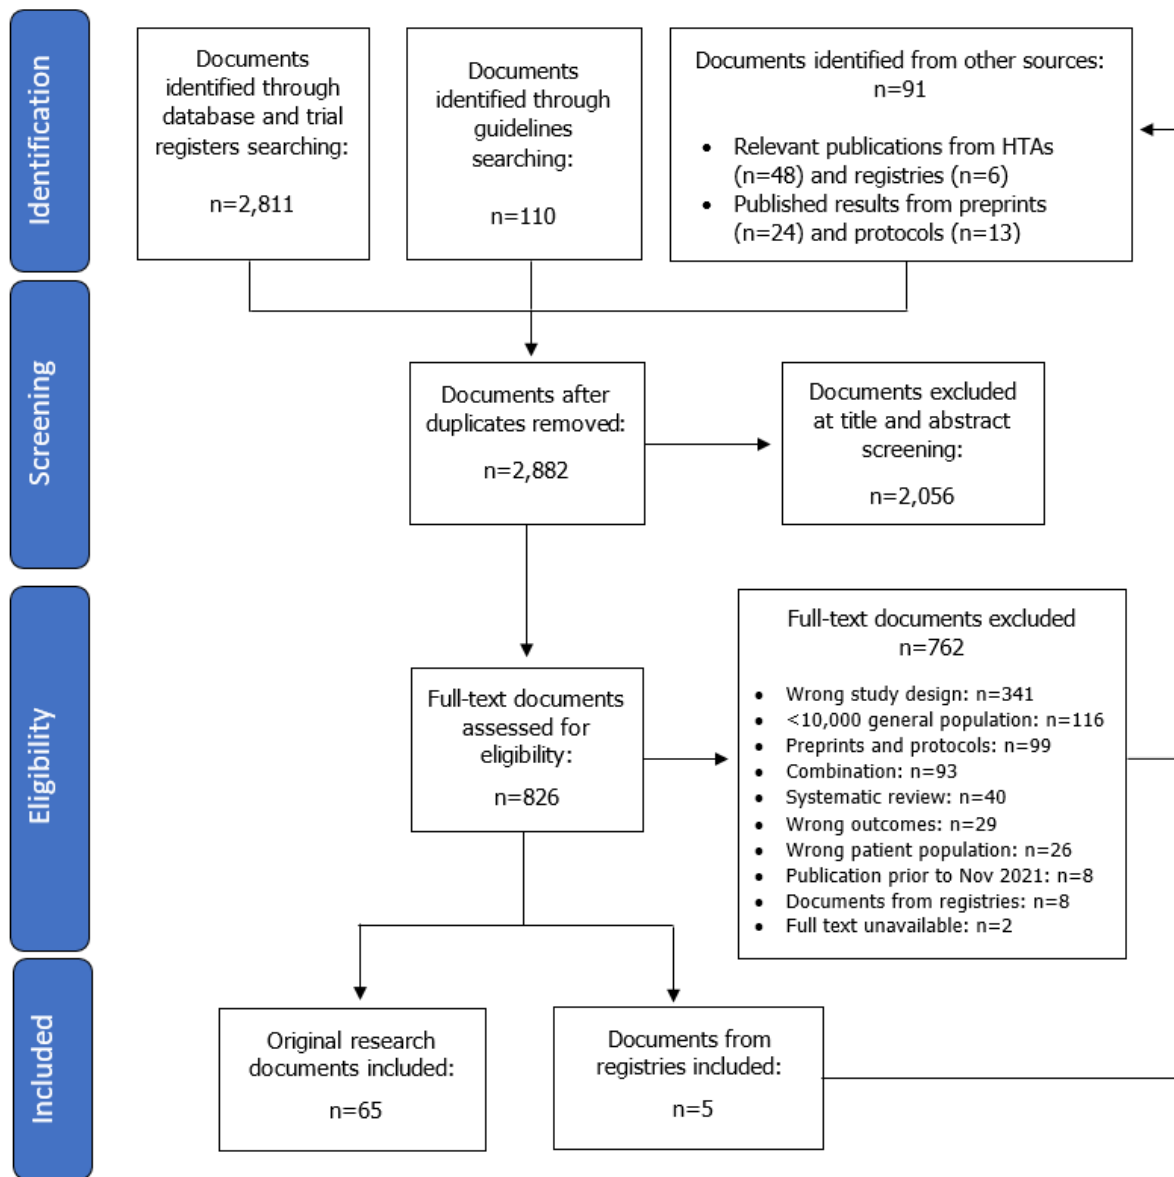 Identification
Documents
identified through
database and trial
registers searching:
n=2,811
Documents
identified through
guidelines
searching:
n=110
Documents identified from other sources:
n=91
• Relevant publications from HTAs
(n=48) and registries (n=6)
• Published results from preprints
(n=24) and protocols (n=13)
Screening
Documents after
duplicates removed:
n=2,882
Documents excluded
at title and abstract
screening:
n=2,056
Eligibility
Full-text documents
assessed for
eligibility:
n=826
Full-text documents excluded
n=762
• Wrong study design: n=341
• <10,000 general population: n=116
• Preprints and protocols: n=99
• Combination: n=93
• Systematic review: n=40
• Wrong outcomes: n=29
• Wrong patient population: n=26
• Publication prior to Nov 2021: n=8
• Documents from registries: n=8
• Full text unavailable: n=2
Included
Original research
documents included:
n=65
Documents from
registries included:
n=5